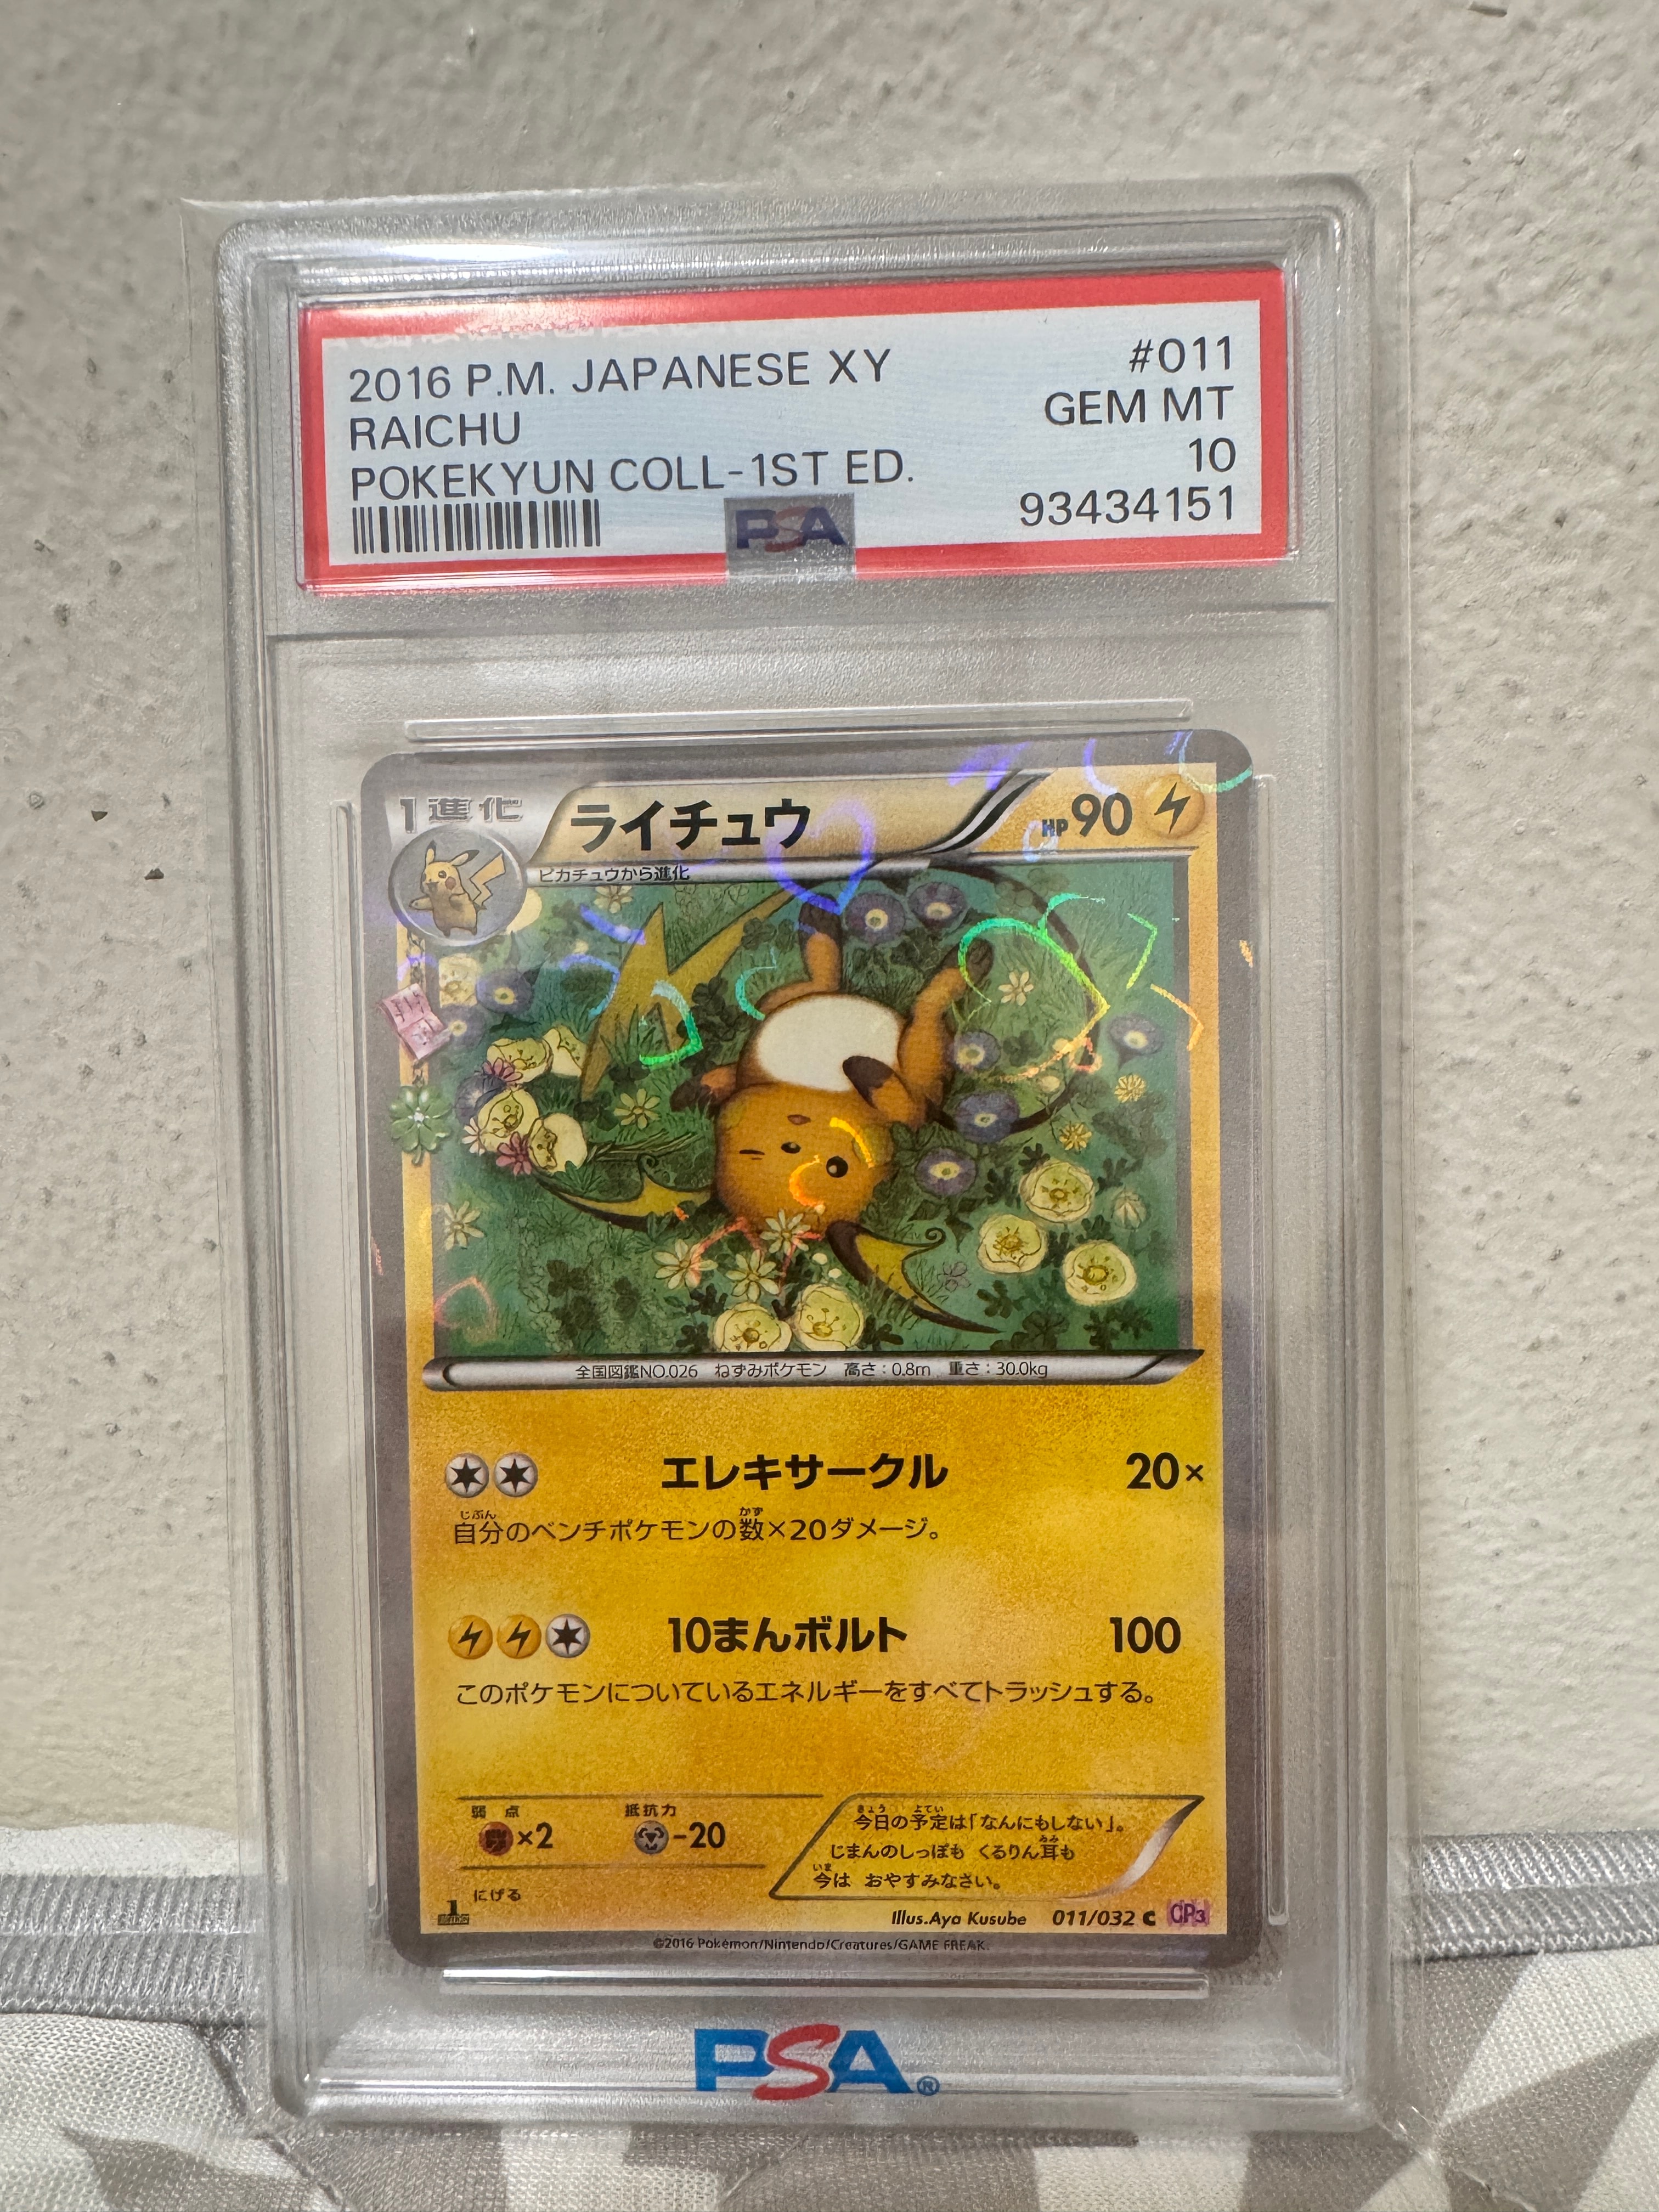 2016 P.M. JAPANESE XY #011
RAICHU GEM MT
POKEKYUN COLL-1ST ED. 10
93434151
PSA
1進化
ライチュウ
HP90
ピカチュウから進化
全国図鑑NO.026 ねずみポケモン 高さ:0.8m 重さ:30.0kg
エレキサークル 20×
自分のベンチポケモンの数×20ダメージ。
10まんボルト 100
このポケモンについているエネルギーをすべてトラッシュする。
弱点 抵抗力
×2 -20
にげる
今日の予定は「なんにもしない」。
じまんのしっぽも くるりん耳も
今は おやすみなさい。
1 EDITION
Illus.Aya Kusube 011/032 C CP3
©2016 Pokémon/Nintendo/Creatures/GAME FREAK.
PSA®